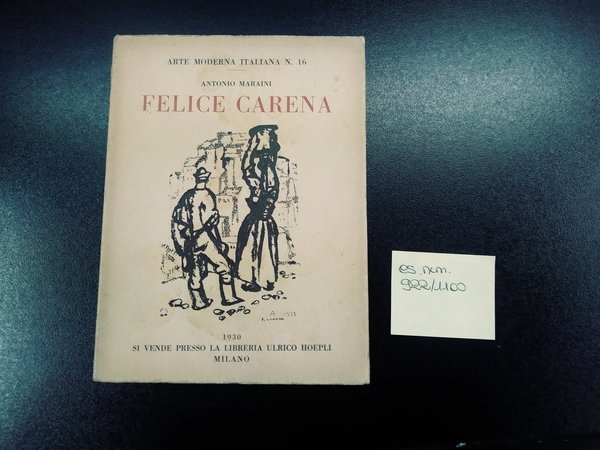 ARTE MODERNA ITALIANA N. 16
ANTONIO MARAINI
FELICE CARENA
1930
SI VENDE PRESSO LA LIBRERIA ULRICO HOEPLI
MILANO
es. num.
922/1100